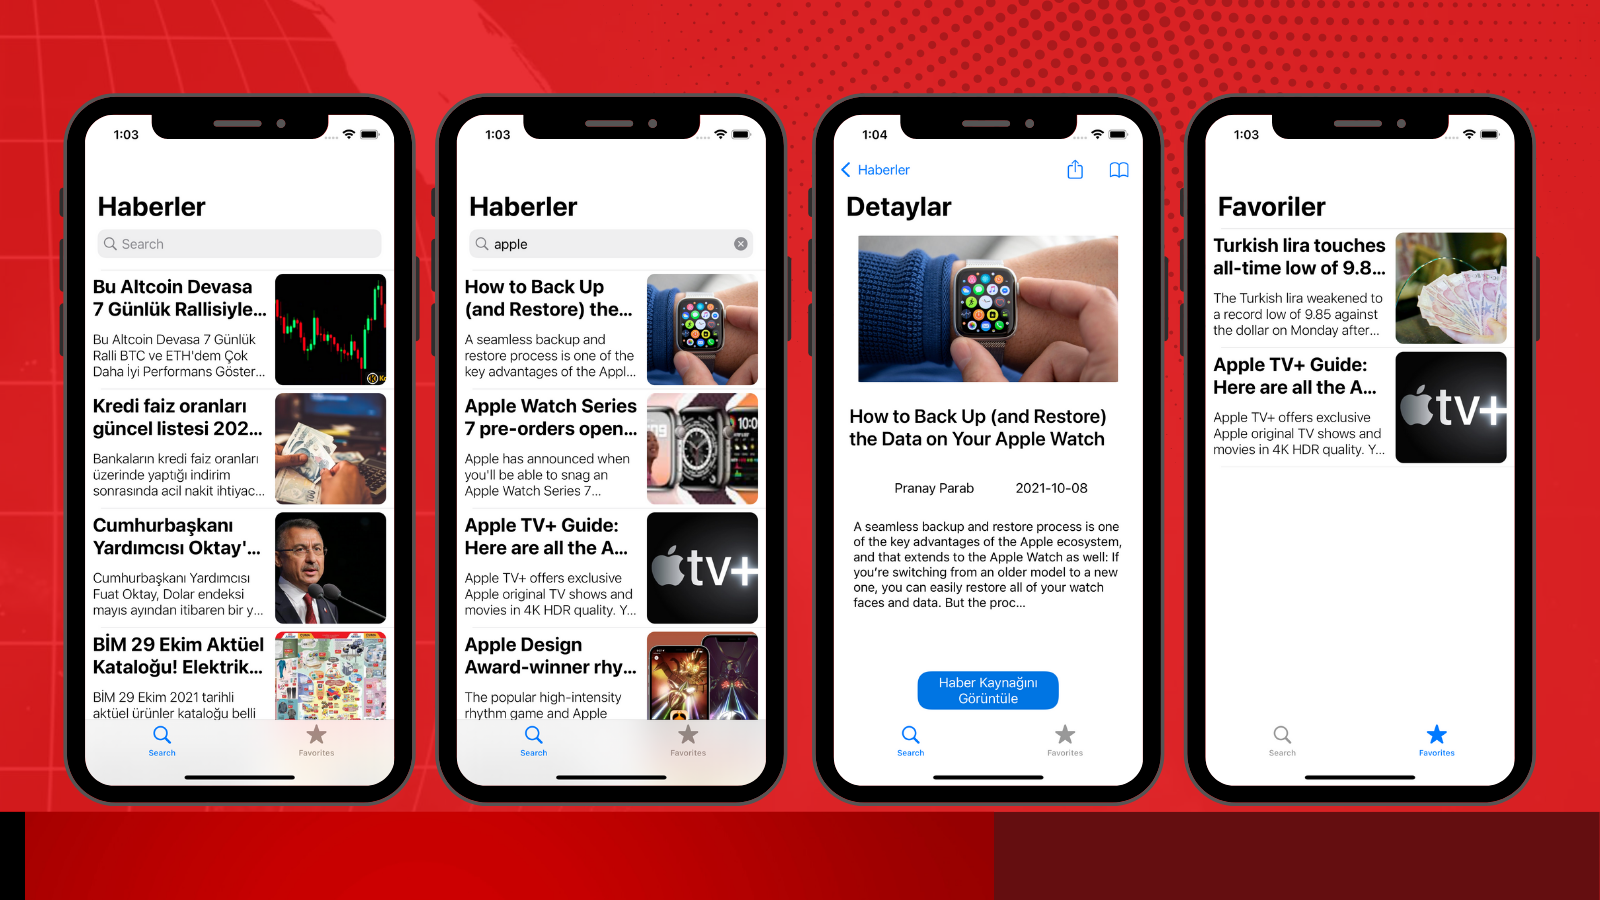 1:03
Haberler
Search
Bu Altcoin Devasa
7 Günlük Rallisiyle...
Bu Altcoin Devasa 7 Günlük
Ralli BTC ve ETH'dem Çok
Daha İyi Performans Göster...
Kredi faiz oranları
güncel listesi 202...
Bankaların kredi faiz oranları
üzerinde yaptığı indirim
sonrasında acil nakit ihtiyac...
Cumhurbaşkanı
Yardımcısı Oktay'...
Cumhurbaşkanı Yardımcısı
Fuat Oktay, Dolar endeksi
mayıs ayından itibaren bir y...
BİM 29 Ekim Aktüel
Kataloğu! Elektrik...
BİM 29 Ekim 2021 tarihli
aktüel ürünler kataloğu belli
Search
Favorites
1:03
Haberler
apple
How to Back Up
(and Restore) the...
A seamless backup and
restore process is one of the
key advantages of the Appl...
Apple Watch Series
7 pre-orders open...
Apple has announced when
you'll be able to snag an
Apple Watch Series 7...
10:0
Apple TV+ Guide:
Here are all the A...
Apple TV+ offers exclusive
Apple original TV shows and
movies in 4K HDR quality. Y...
tv+
Apple Design
Award-winner rhy...
The popular high-intensity
rhythm game and Apple
Search
Favorites
1:04
Haberler
Detaylar
How to Back Up (and Restore)
the Data on Your Apple Watch
Pranay Parab 2021-10-08
A seamless backup and restore process is one
of the key advantages of the Apple ecosystem,
and that extends to the Apple Watch as well: If
you're switching from an older model to a new
one, you can easily restore all of your watch
faces and data. But the proc...
Haber Kaynağını
Görüntüle
Search
Favorites
1:03
Favoriler
Turkish lira touches
all-time low of 9.8...
The Turkish lira weakened to
a record low of 9.85 against
the dollar on Monday after...
Apple TV+ Guide:
Here are all the A...
Apple TV+ offers exclusive
Apple original TV shows and
movies in 4K HDR quality. Y...
tv+
Search
Favorites